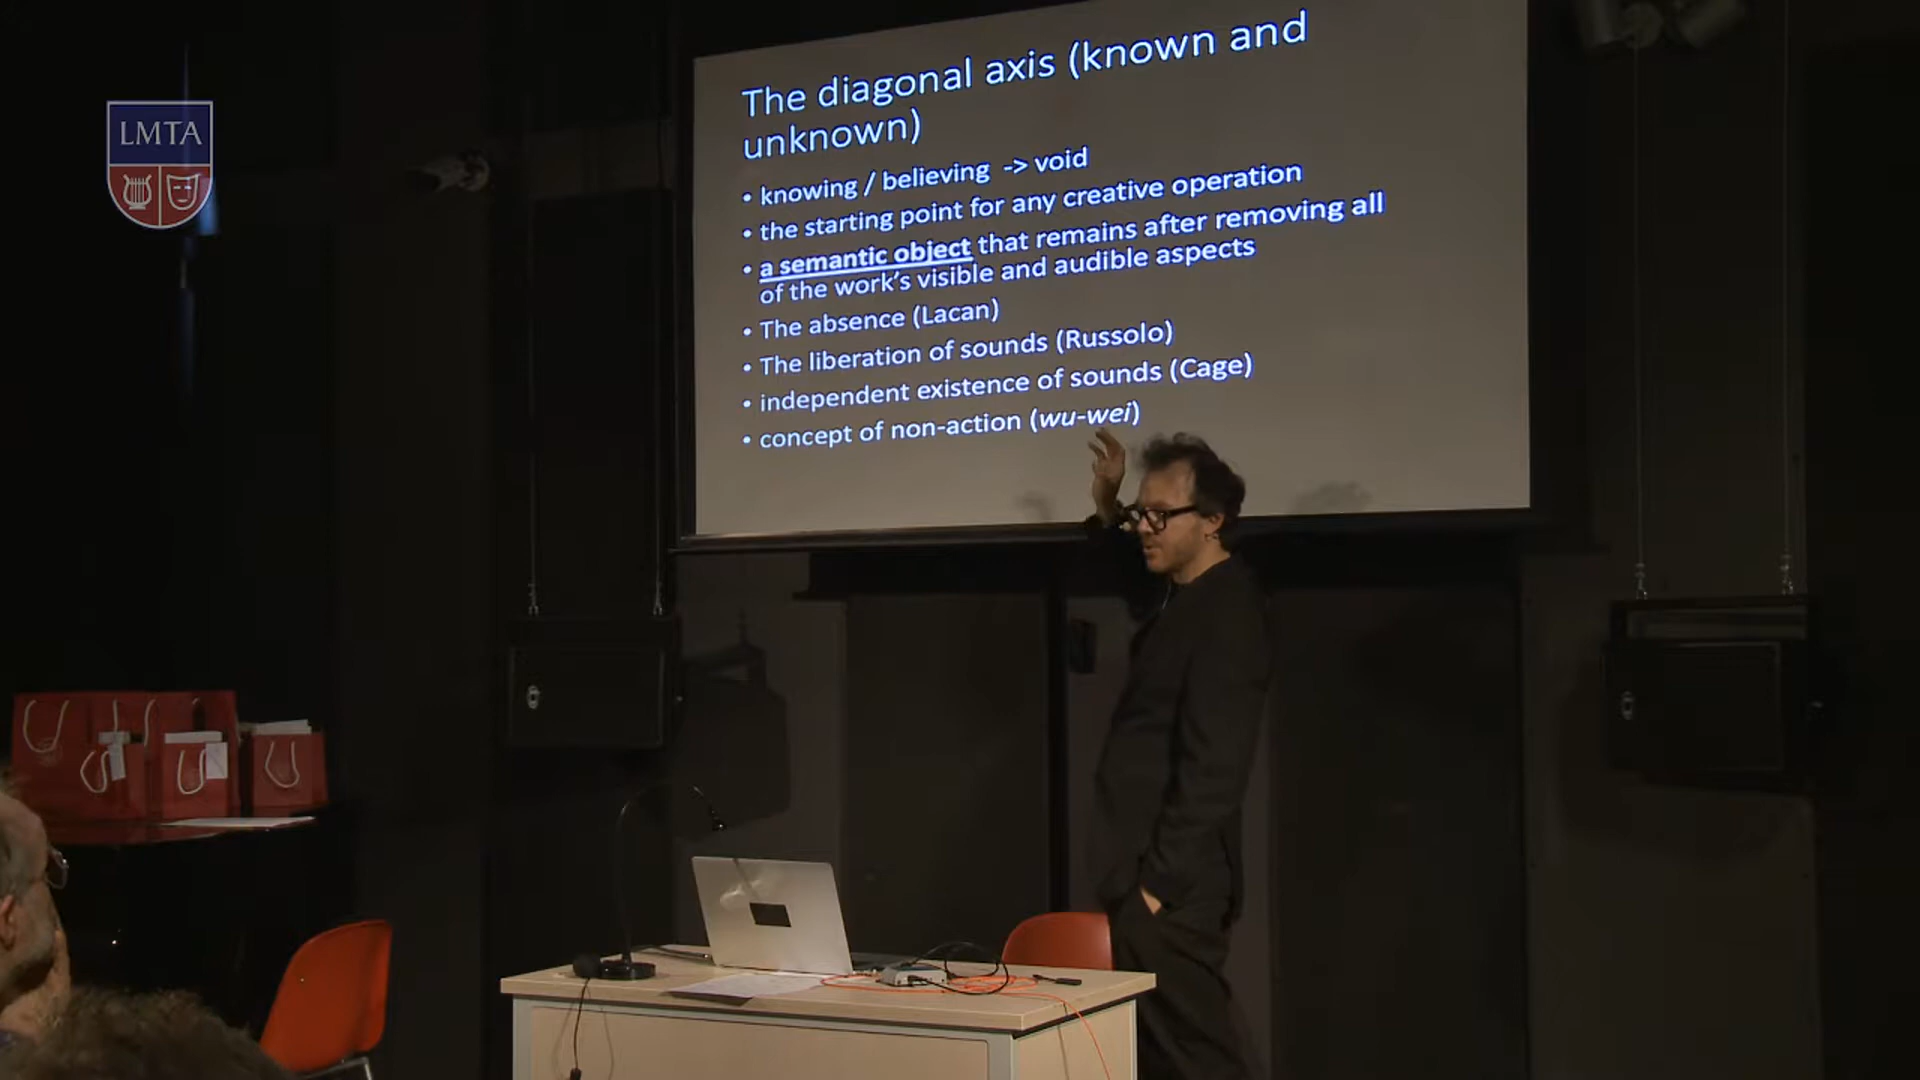 LMTA
The diagonal axis (known and
unknown)
• knowing / believing -> void
• the starting point for any creative operation
• a semantic object that remains after removing all
of the work's visible and audible aspects
• The absence (Lacan)
• The liberation of sounds (Russolo)
• independent existence of sounds (Cage)
• concept of non-action (wu-wei)